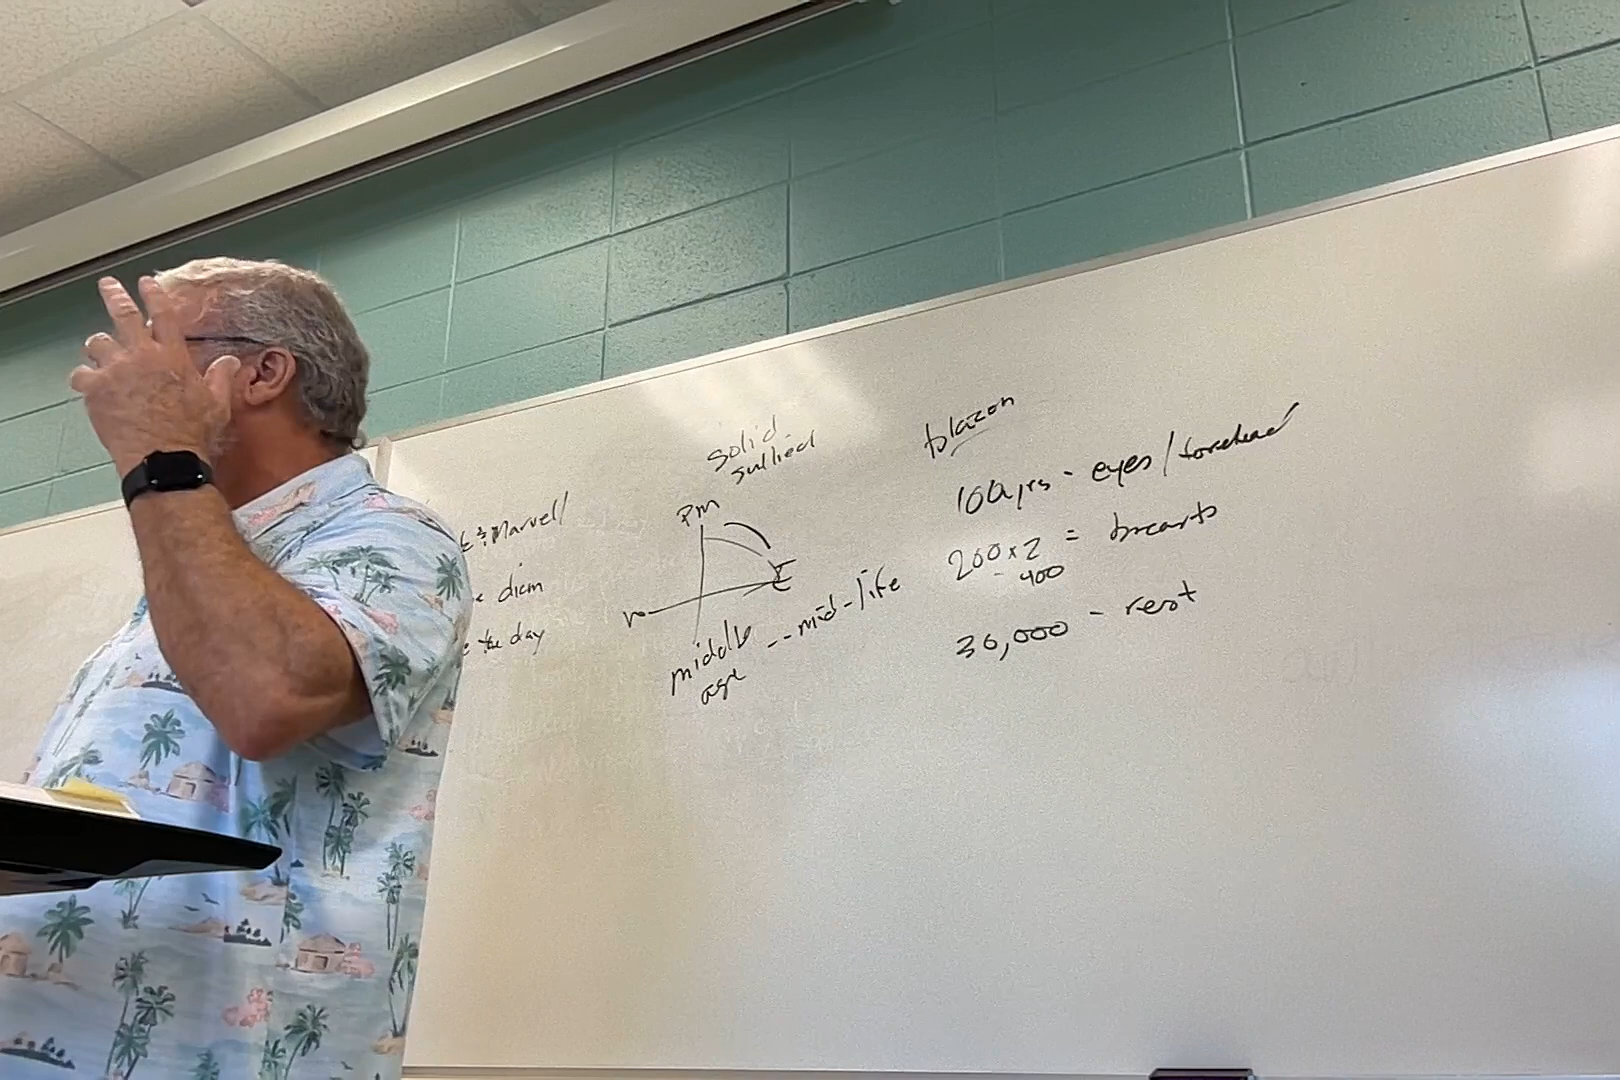 solid
sullied
Marvell
diem
the day
Pm
E
middle
age -- mid-life
blazon
100 yrs - eyes / forehead
200 x 2 = breasts
- 400
30,000 - rest